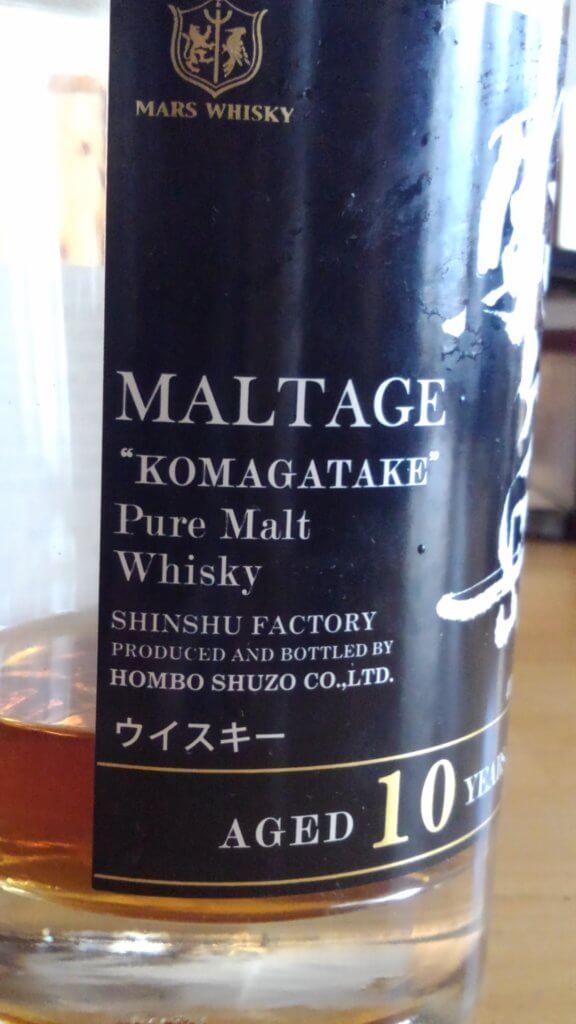 MARS WHISKY
MALTAGE
"KOMAGATAKE"
Pure Malt
Whisky
SHINSHU FACTORY
PRODUCED AND BOTTLED BY
HOMBO SHUZO CO.,LTD.
ウイスキー
AGED 10 YEARS